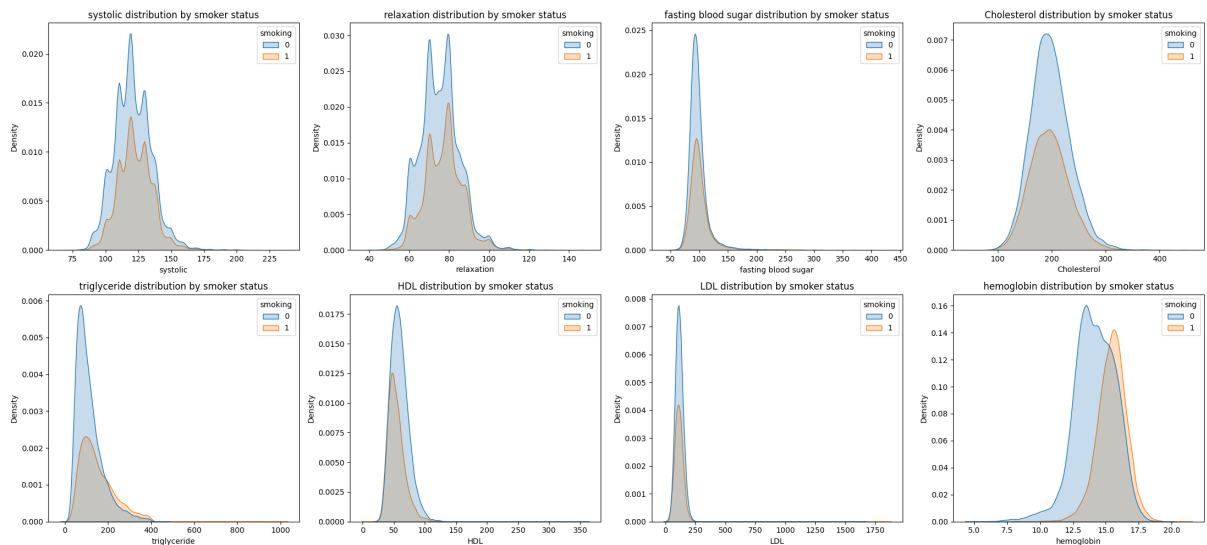 systolic distribution by smoker status
smoking
0
1
Density
0.020
0.015
0.010
0.005
0.000
75 100 125 150 175 200 225
systolic
relaxation distribution by smoker status
smoking
0
1
Density
0.030
0.025
0.020
0.015
0.010
0.005
0.000
40 60 80 100 120 140
relaxation
fasting blood sugar distribution by smoker status
smoking
0
1
Density
0.025
0.020
0.015
0.010
0.005
0.000
50 100 150 200 250 300 350 400 450
fasting blood sugar
Cholesterol distribution by smoker status
smoking
0
1
Density
0.007
0.006
0.005
0.004
0.003
0.002
0.001
0.000
100 200 300 400
Cholesterol
triglyceride distribution by smoker status
smoking
0
1
Density
0.006
0.005
0.004
0.003
0.002
0.001
0.000
0 200 400 600 800 1000
triglyceride
HDL distribution by smoker status
smoking
0
1
Density
0.0175
0.0150
0.0125
0.0100
0.0075
0.0050
0.0025
0.0000
0 50 100 150 200 250 300 350
HDL
LDL distribution by smoker status
smoking
0
1
Density
0.008
0.007
0.006
0.005
0.004
0.003
0.002
0.001
0.000
0 250 500 750 1000 1250 1500 1750
LDL
hemoglobin distribution by smoker status
smoking
0
1
Density
0.16
0.14
0.12
0.10
0.08
0.06
0.04
0.02
0.00
5.0 7.5 10.0 12.5 15.0 17.5 20.0
hemoglobin